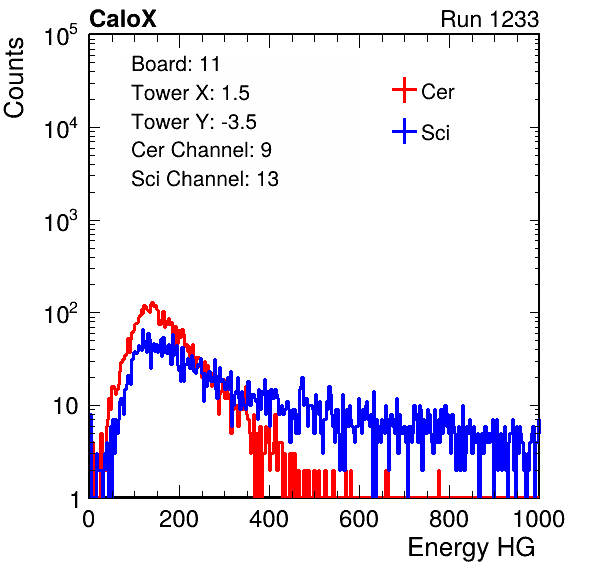 CaloX Run 1233
Counts
10^5
10^4
10^3
10^2
10
1
Board: 11
Tower X: 1.5
Tower Y: -3.5
Cer Channel: 9
Sci Channel: 13
Cer
Sci
0 200 400 600 800 1000
Energy HG